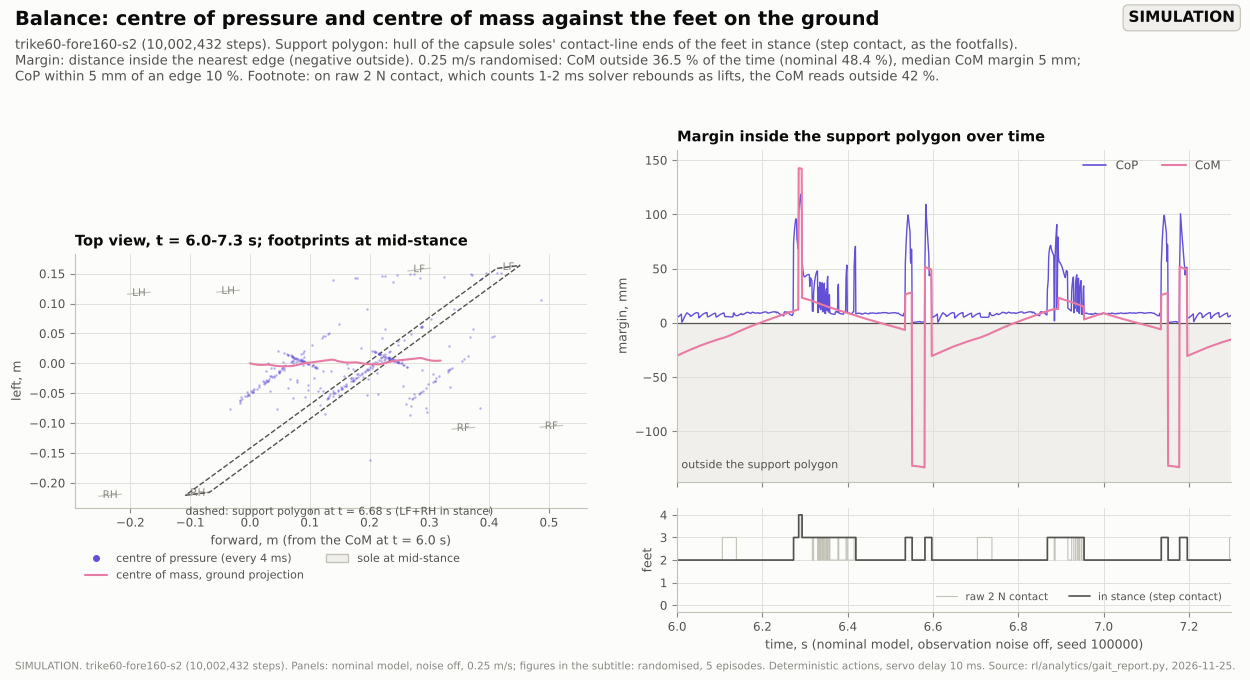 Balance: centre of pressure and centre of mass against the feet on the ground
SIMULATION
trike60-fore160-s2 (10,002,432 steps). Support polygon: hull of the capsule soles' contact-line ends of the feet in stance (step contact, as the footfalls).
Margin: distance inside the nearest edge (negative outside). 0.25 m/s randomised: CoM outside 36.5 % of the time (nominal 48.4 %), median CoM margin 5 mm;
CoP within 5 mm of an edge 10 %. Footnote: on raw 2 N contact, which counts 1-2 ms solver rebounds as lifts, the CoM reads outside 42 %.
Top view, t = 6.0-7.3 s; footprints at mid-stance
left, m
0.15
0.10
0.05
0.00
−0.05
−0.10
−0.15
−0.20
LH
LH
LF
LF
RF
RF
RH
RH
dashed: support polygon at t = 6.68 s (LF+RH in stance)
−0.2
−0.1
0.0
0.1
0.2
0.3
0.4
0.5
forward, m (from the CoM at t = 6.0 s)
centre of pressure (every 4 ms)
sole at mid-stance
centre of mass, ground projection
Margin inside the support polygon over time
margin, mm
150
100
50
0
−50
−100
CoP
CoM
outside the support polygon
feet
4
3
2
1
0
raw 2 N contact
in stance (step contact)
6.0
6.2
6.4
6.6
6.8
7.0
7.2
time, s (nominal model, observation noise off, seed 100000)
SIMULATION. trike60-fore160-s2 (10,002,432 steps). Panels: nominal model, noise off, 0.25 m/s; figures in the subtitle: randomised, 5 episodes. Deterministic actions, servo delay 10 ms. Source: rl/analytics/gait_report.py, 2026-11-25.